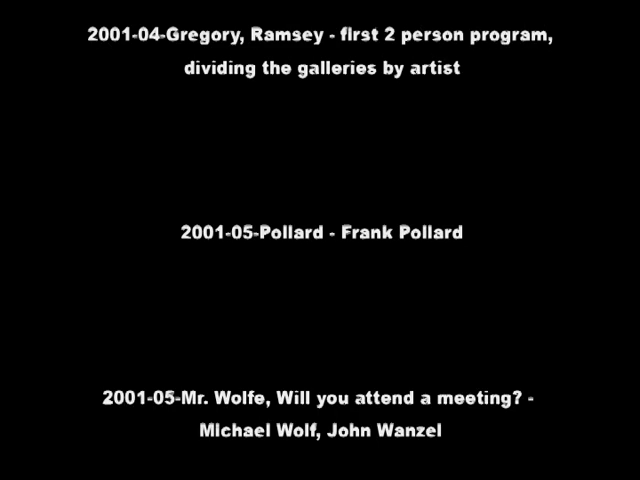 2001-04-Gregory, Ramsey - first 2 person program,
dividing the galleries by artist
2001-05-Pollard - Frank Pollard
2001-05-Mr. Wolfe, Will you attend a meeting? -
Michael Wolf, John Wanzel